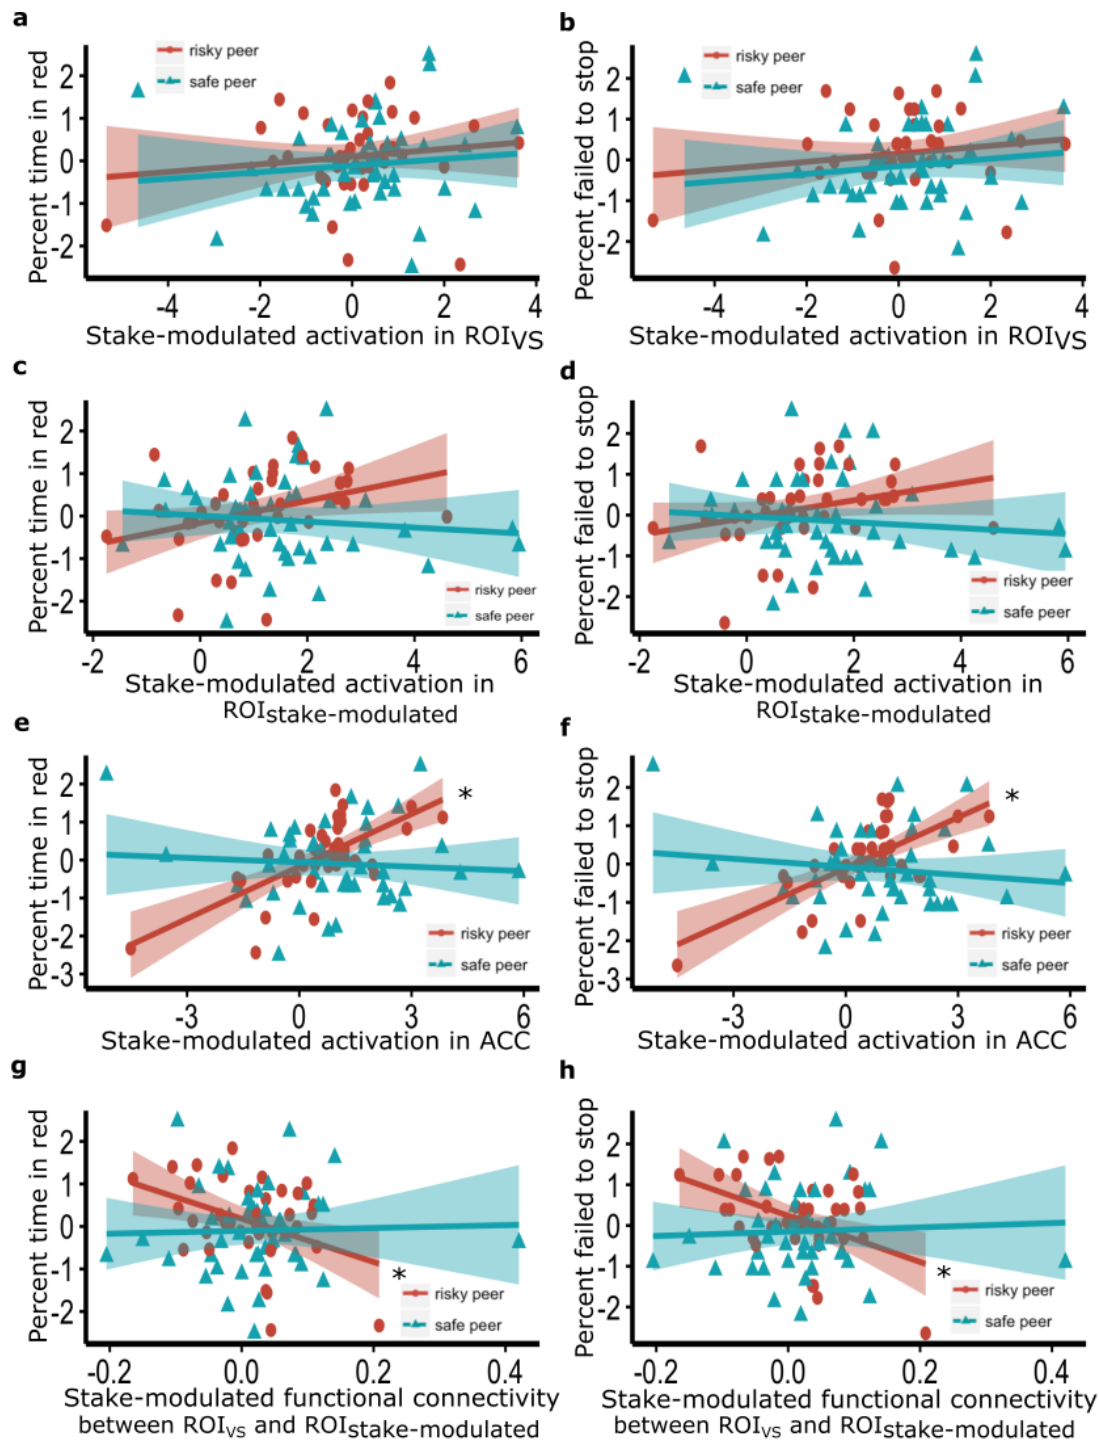 a
Percent time in red
2
1
0
-1
-2
risky peer
safe peer
-4 -2 0 2 4
Stake-modulated activation in ROIVS
b
Percent failed to stop
2
1
0
-1
-2
risky peer
safe peer
-4 -2 0 2 4
Stake-modulated activation in ROIVS
c
Percent time in red
2
1
0
-1
-2
risky peer
safe peer
-2 0 2 4 6
Stake-modulated activation in
ROIstake-modulated
d
Percent failed to stop
2
1
0
-1
-2
risky peer
safe peer
-2 0 2 4 6
Stake-modulated activation in
ROIstake-modulated
e
Percent time in red
2
1
0
-1
-2
-3
*
risky peer
safe peer
-3 0 3 6
Stake-modulated activation in ACC
f
Percent failed to stop
2
1
0
-1
-2
-3
*
risky peer
safe peer
-3 0 3 6
Stake-modulated activation in ACC
g
Percent time in red
2
1
0
-1
-2
*
risky peer
safe peer
-0.2 0.0 0.2 0.4
Stake-modulated functional connectivity
between ROIVS and ROIstake-modulated
h
Percent failed to stop
2
1
0
-1
-2
*
risky peer
safe peer
-0.2 0.0 0.2 0.4
Stake-modulated functional connectivity
between ROIVS and ROIstake-modulated